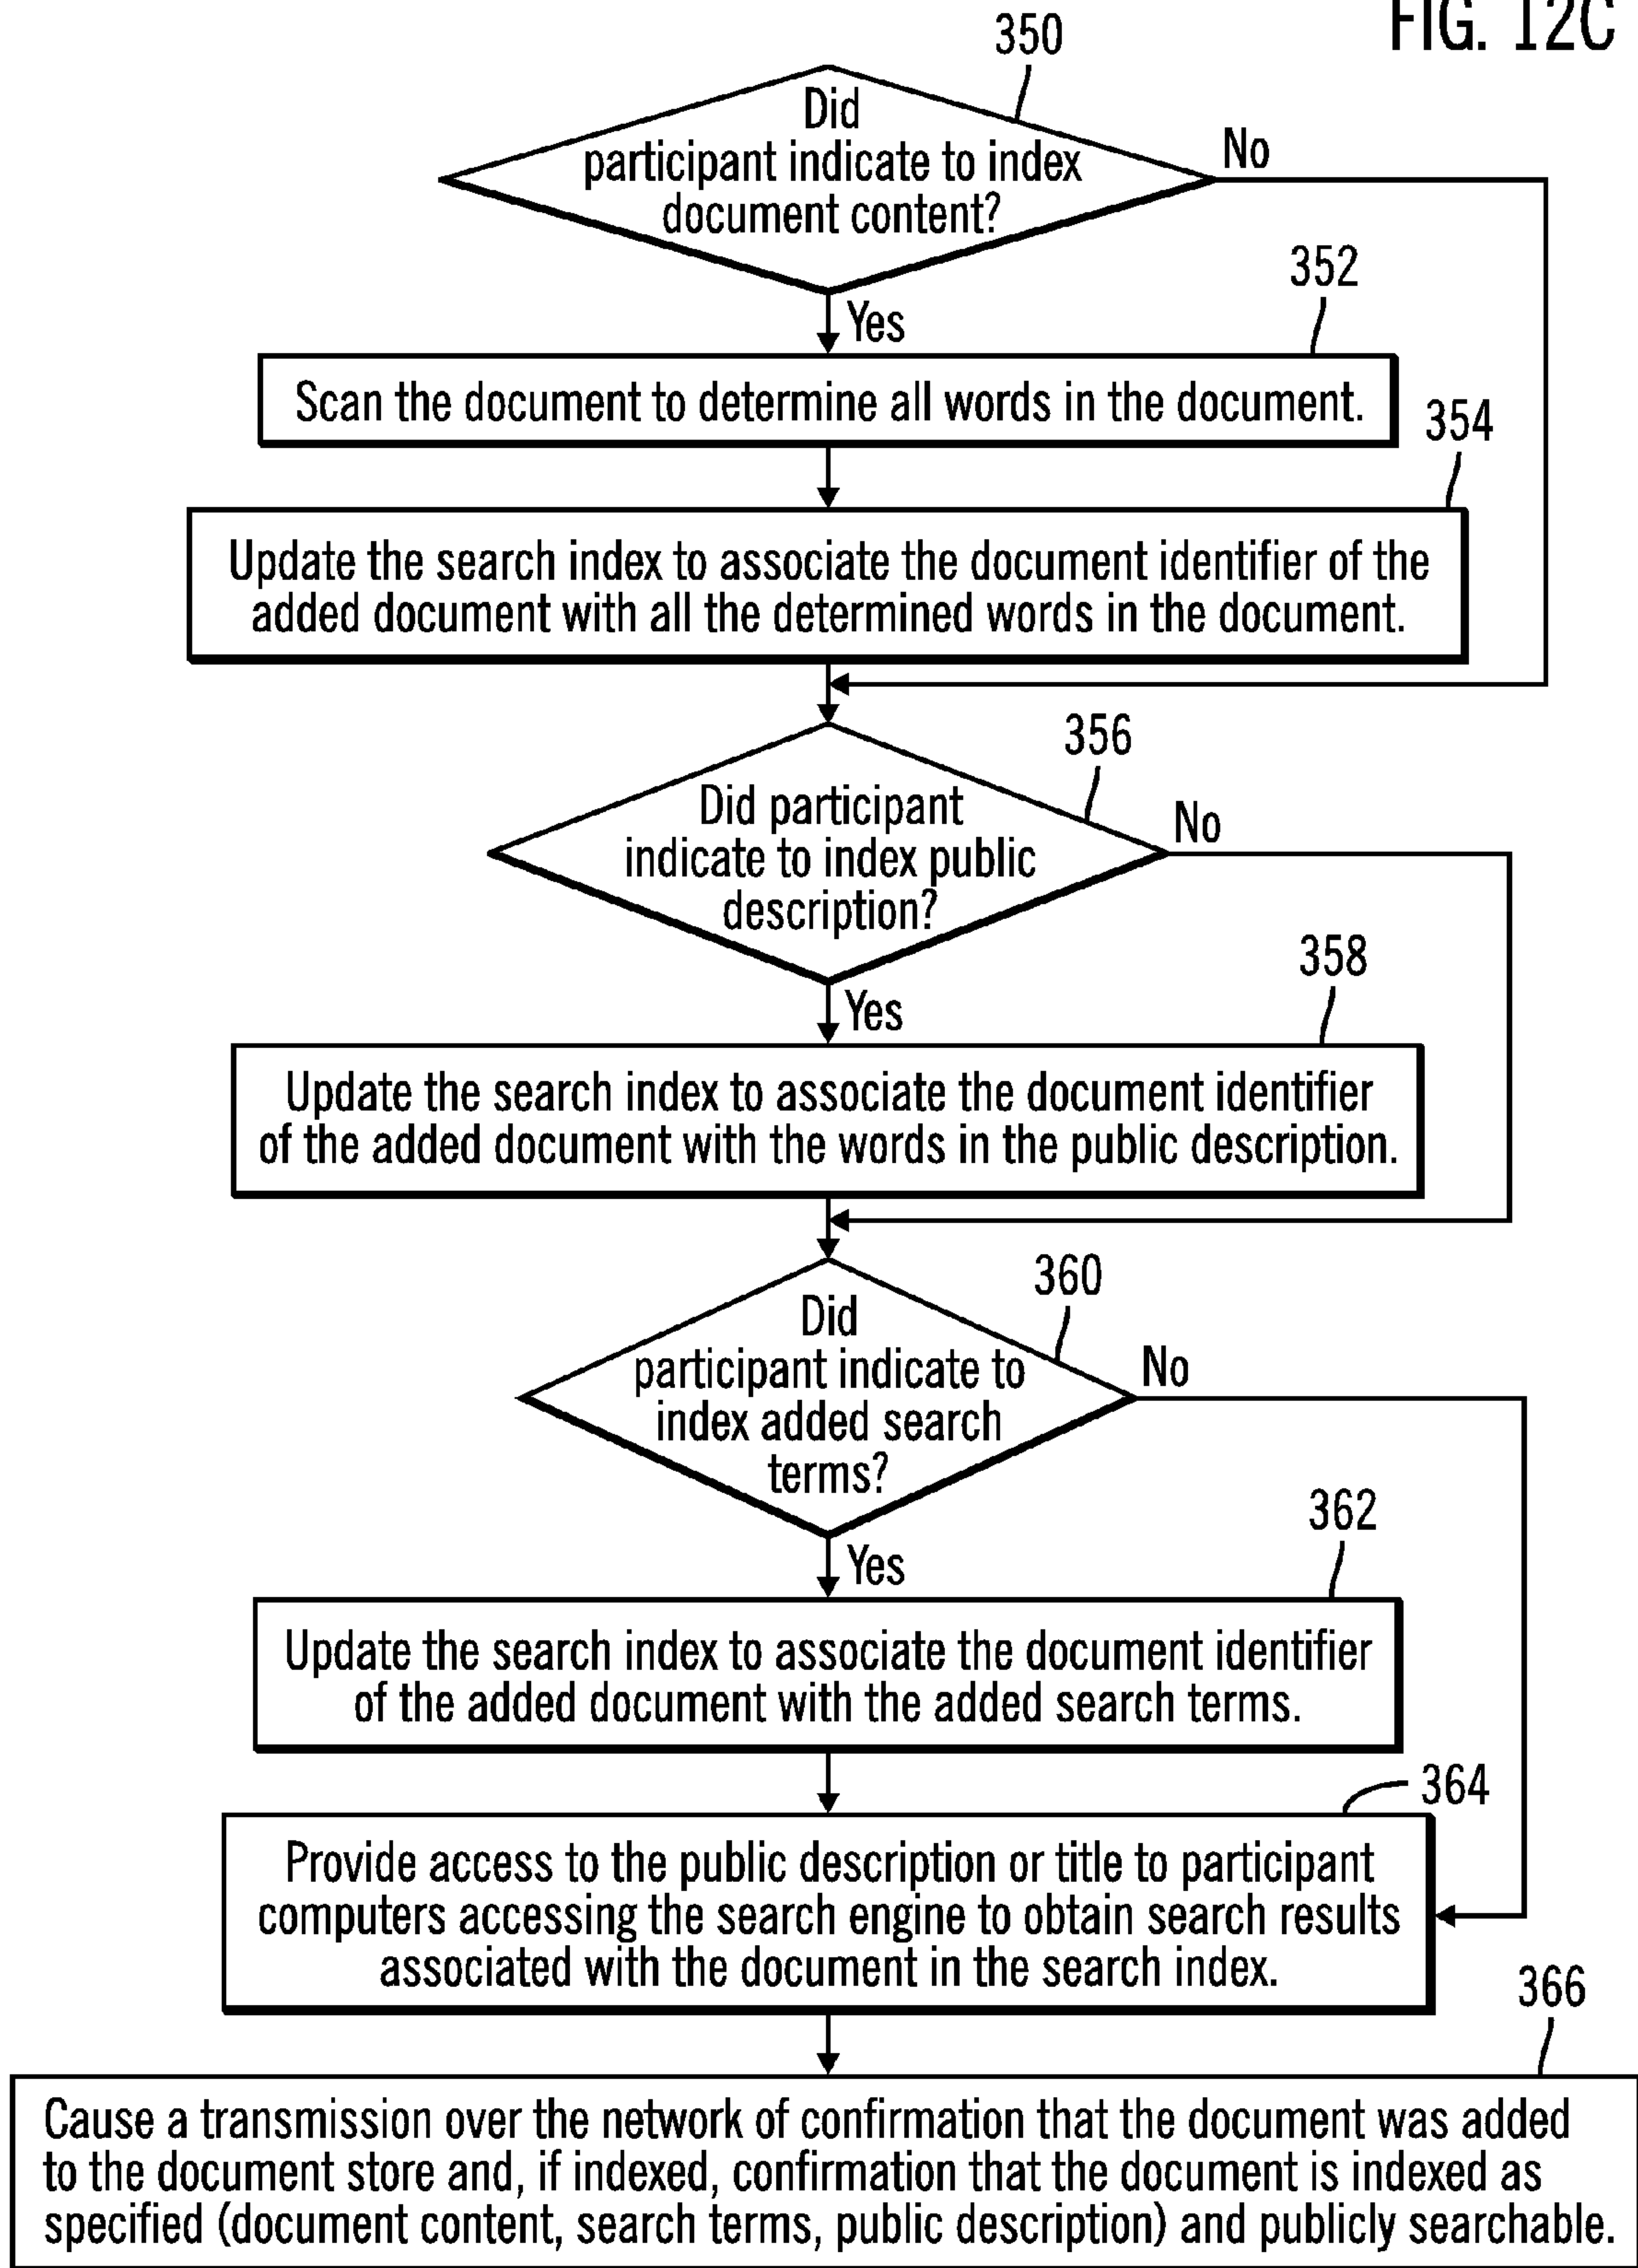 FIG. 12C
350
Did
participant indicate to index
document content?
No
Yes
352
Scan the document to determine all words in the document.
354
Update the search index to associate the document identifier of the
added document with all the determined words in the document.
356
Did participant
indicate to index public
description?
No
Yes
358
Update the search index to associate the document identifier
of the added document with the words in the public description.
360
Did
participant indicate to
index added search
terms?
No
Yes
362
Update the search index to associate the document identifier
of the added document with the added search terms.
364
Provide access to the public description or title to participant
computers accessing the search engine to obtain search results
associated with the document in the search index.
366
Cause a transmission over the network of confirmation that the document was added
to the document store and, if indexed, confirmation that the document is indexed as
specified (document content, search terms, public description) and publicly searchable.